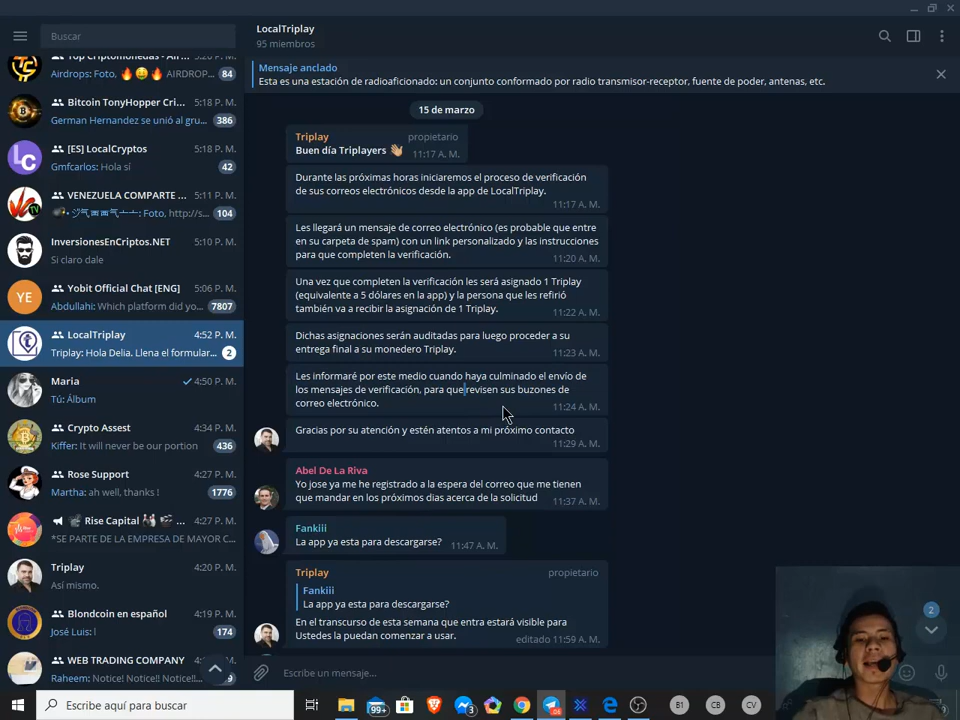 Buscar
Top Criptomonedas - Air...
Airdrops: Foto, 🔥🤑🔥 AIRDROP...
84
Bitcoin TonyHopper Cri...
5:18 P. M.
German Hernandez se unió al gru...
386
[ES] LocalCryptos
5:18 P. M.
Gmfcarlos: Hola sí
42
VENEZUELA COMPARTE ...
5:11 P. M.
Foto, http://s...
104
InversionesEnCriptos.NET
5:10 P. M.
Si claro dale
Yobit Official Chat [ENG]
5:06 P. M.
Abdullahi: Which platform did yo...
7807
LocalTriplay
4:52 P. M.
Triplay: Hola Delia. Llena el formular...
2
Maria
4:50 P. M.
Tú: Álbum
Crypto Assest
4:34 P. M.
Kiffer: It will never be our portion
436
Rose Support
4:27 P. M.
Martha: ah well, thanks !
1776
Rise Capital
4:27 P. M.
*SE PARTE DE LA EMPRESA DE MAYOR C...
Triplay
4:20 P. M.
Así mismo.
Blondcoin en español
4:19 P. M.
José Luis: I
174
WEB TRADING COMPANY
4:18 P. M.
Raheem: Notice! Notice!! Notice!...
LocalTriplay
95 miembros
Mensaje anclado
Esta es una estación de radioaficionado: un conjunto conformado por radio transmisor-receptor, fuente de poder, antenas, etc.
15 de marzo
Triplay
propietario
Buen día Triplayers 👋🏼
11:17 A. M.
Durante las próximas horas iniciaremos el proceso de verificación
de sus correos electrónicos desde la app de LocalTriplay.
11:17 A. M.
Les llegará un mensaje de correo electrónico (es probable que entre
en su carpeta de spam) con un link personalizado y las instrucciones
para que completen la verificación.
11:20 A. M.
Una vez que completen la verificación les será asignado 1 Triplay
(equivalente a 5 dólares en la app) y la persona que les refirió
también va a recibir la asignación de 1 Triplay.
11:22 A. M.
Dichas asignaciones serán auditadas para luego proceder a su
entrega final a su monedero Triplay.
11:23 A. M.
Les informaré por este medio cuando haya culminado el envío de
los mensajes de verificación, para que revisen sus buzones de
correo electrónico.
11:24 A. M.
Gracias por su atención y estén atentos a mi próximo contacto
11:29 A. M.
Abel De La Riva
Yo jose ya me he registrado a la espera del correo que me tienen
que mandar en los próximos dias acerca de la solicitud
11:37 A. M.
Fankiii
La app ya esta para descargarse?
11:47 A. M.
Triplay
propietario
Fankiii
La app ya esta para descargarse?
En el transcurso de esta semana que entra estará visible para
Ustedes la puedan comenzar a usar.
editado 11:59 A. M.
2
Escribe un mensaje...
Escribe aquí para buscar
99+
3
B1
CB
CV